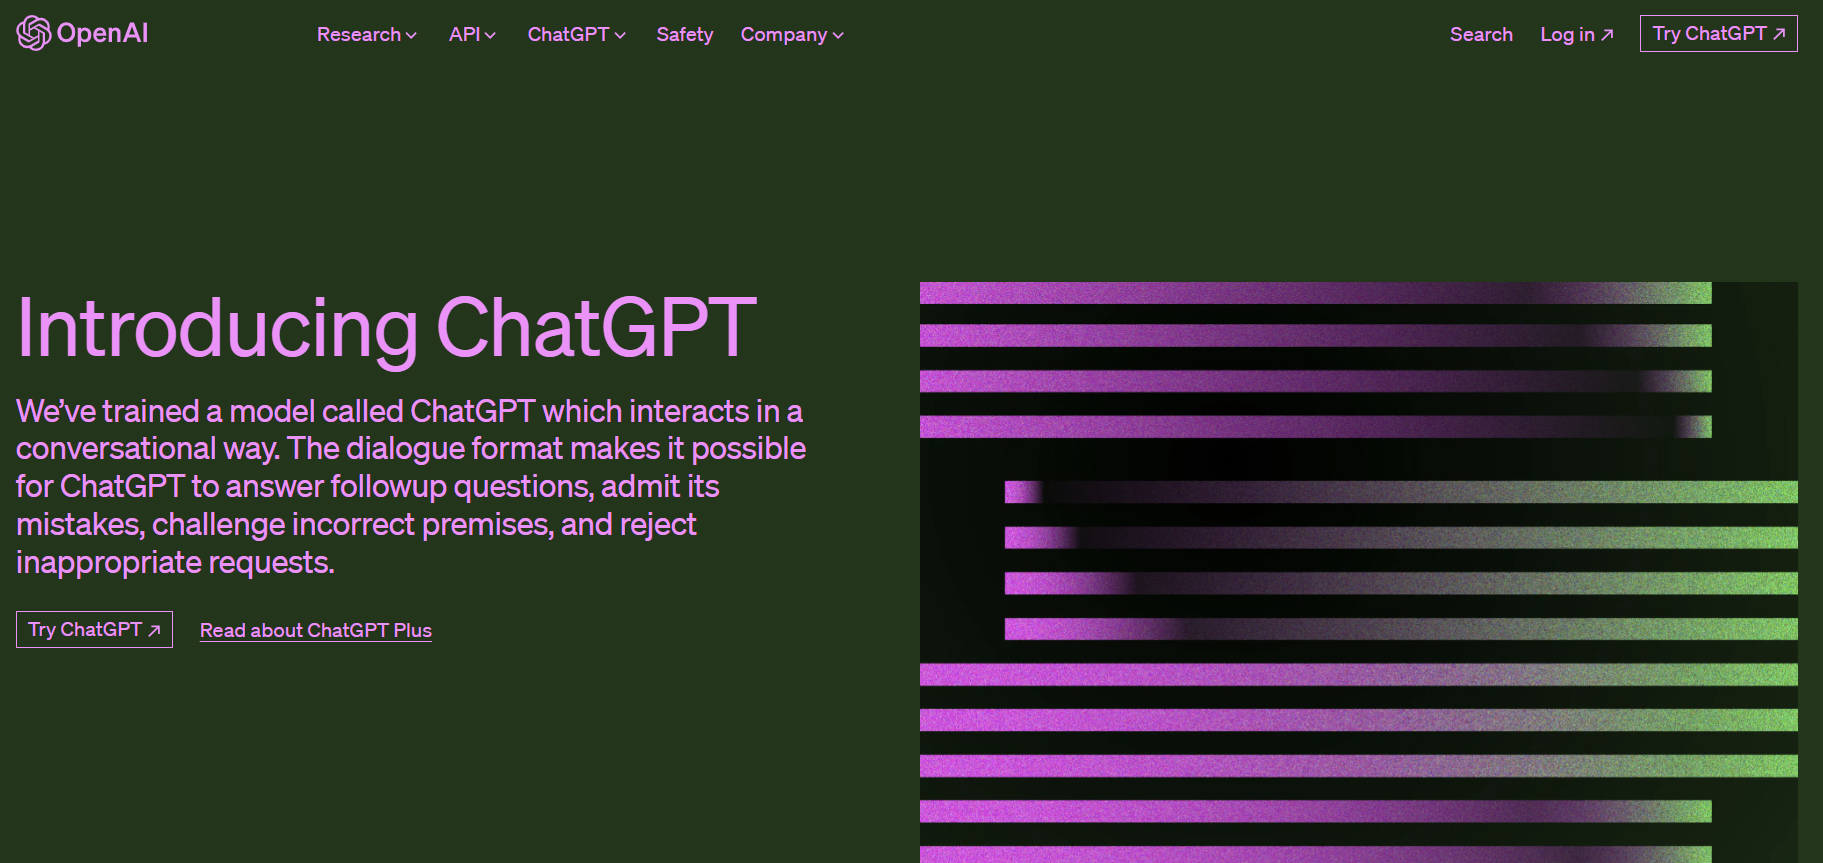 OpenAI
Research
API
ChatGPT
Safety
Company
Search
Log in
Try ChatGPT
Introducing ChatGPT
We’ve trained a model called ChatGPT which interacts in a
conversational way. The dialogue format makes it possible
for ChatGPT to answer followup questions, admit its
mistakes, challenge incorrect premises, and reject
inappropriate requests.
Try ChatGPT
Read about ChatGPT Plus